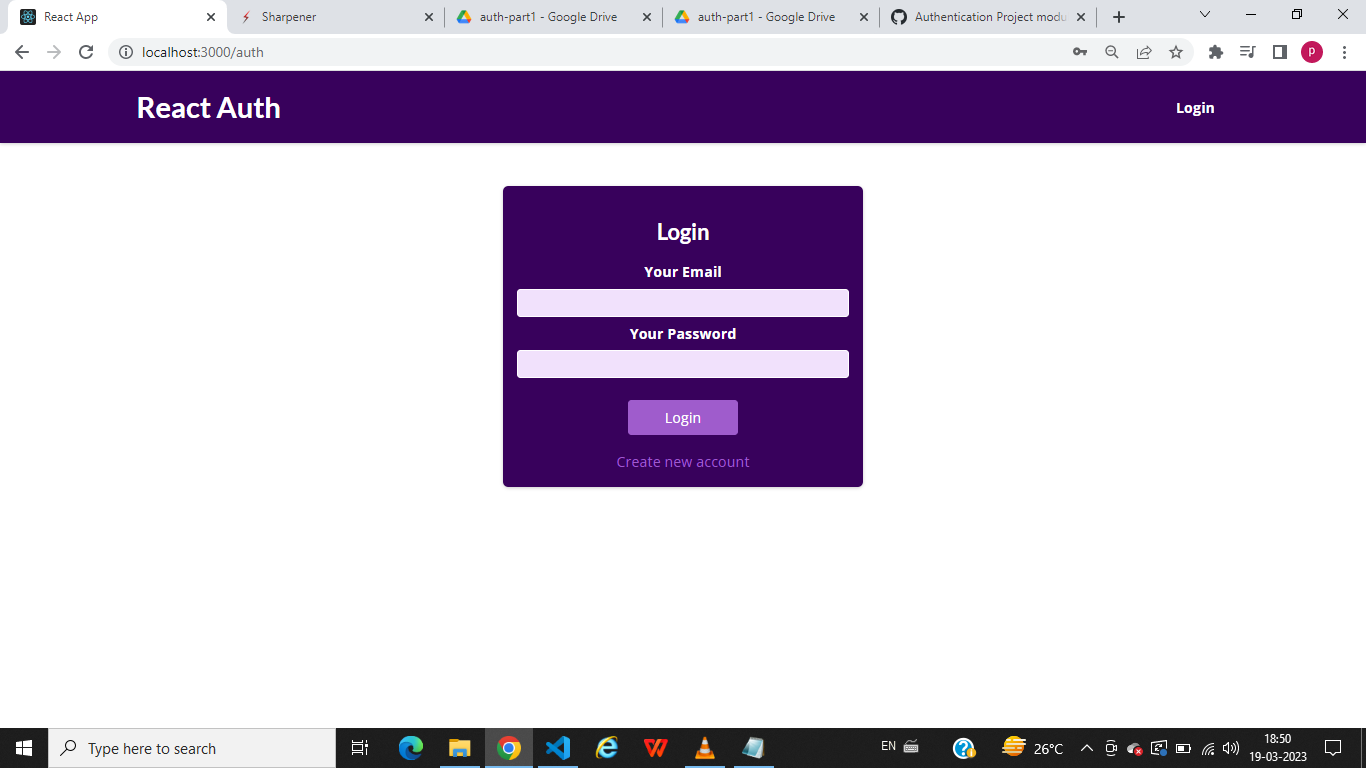 React App
Sharpener
auth-part1 - Google Drive
auth-part1 - Google Drive
Authentication Project modu
localhost:3000/auth
P
React Auth
Login
Login
Your Email
Your Password
Login
Create new account
Type here to search
EN
26°C
18:50
19-03-2023